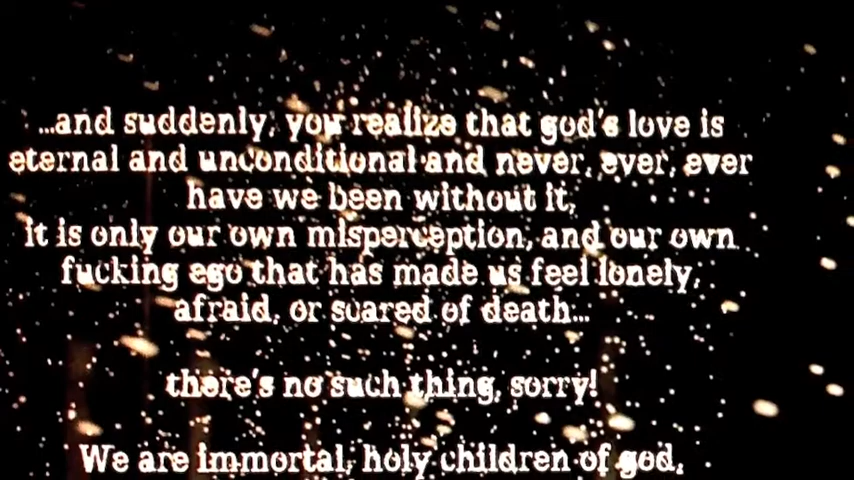 ...and suddenly, you realize that god's love is
eternal and unconditional and never, ever, ever
have we been without it,
it is only our own misperception, and our own
fucking ego that has made us feel lonely,
afraid, or scared of death...
there's no such thing, sorry!
We are immortal, holy children of god,